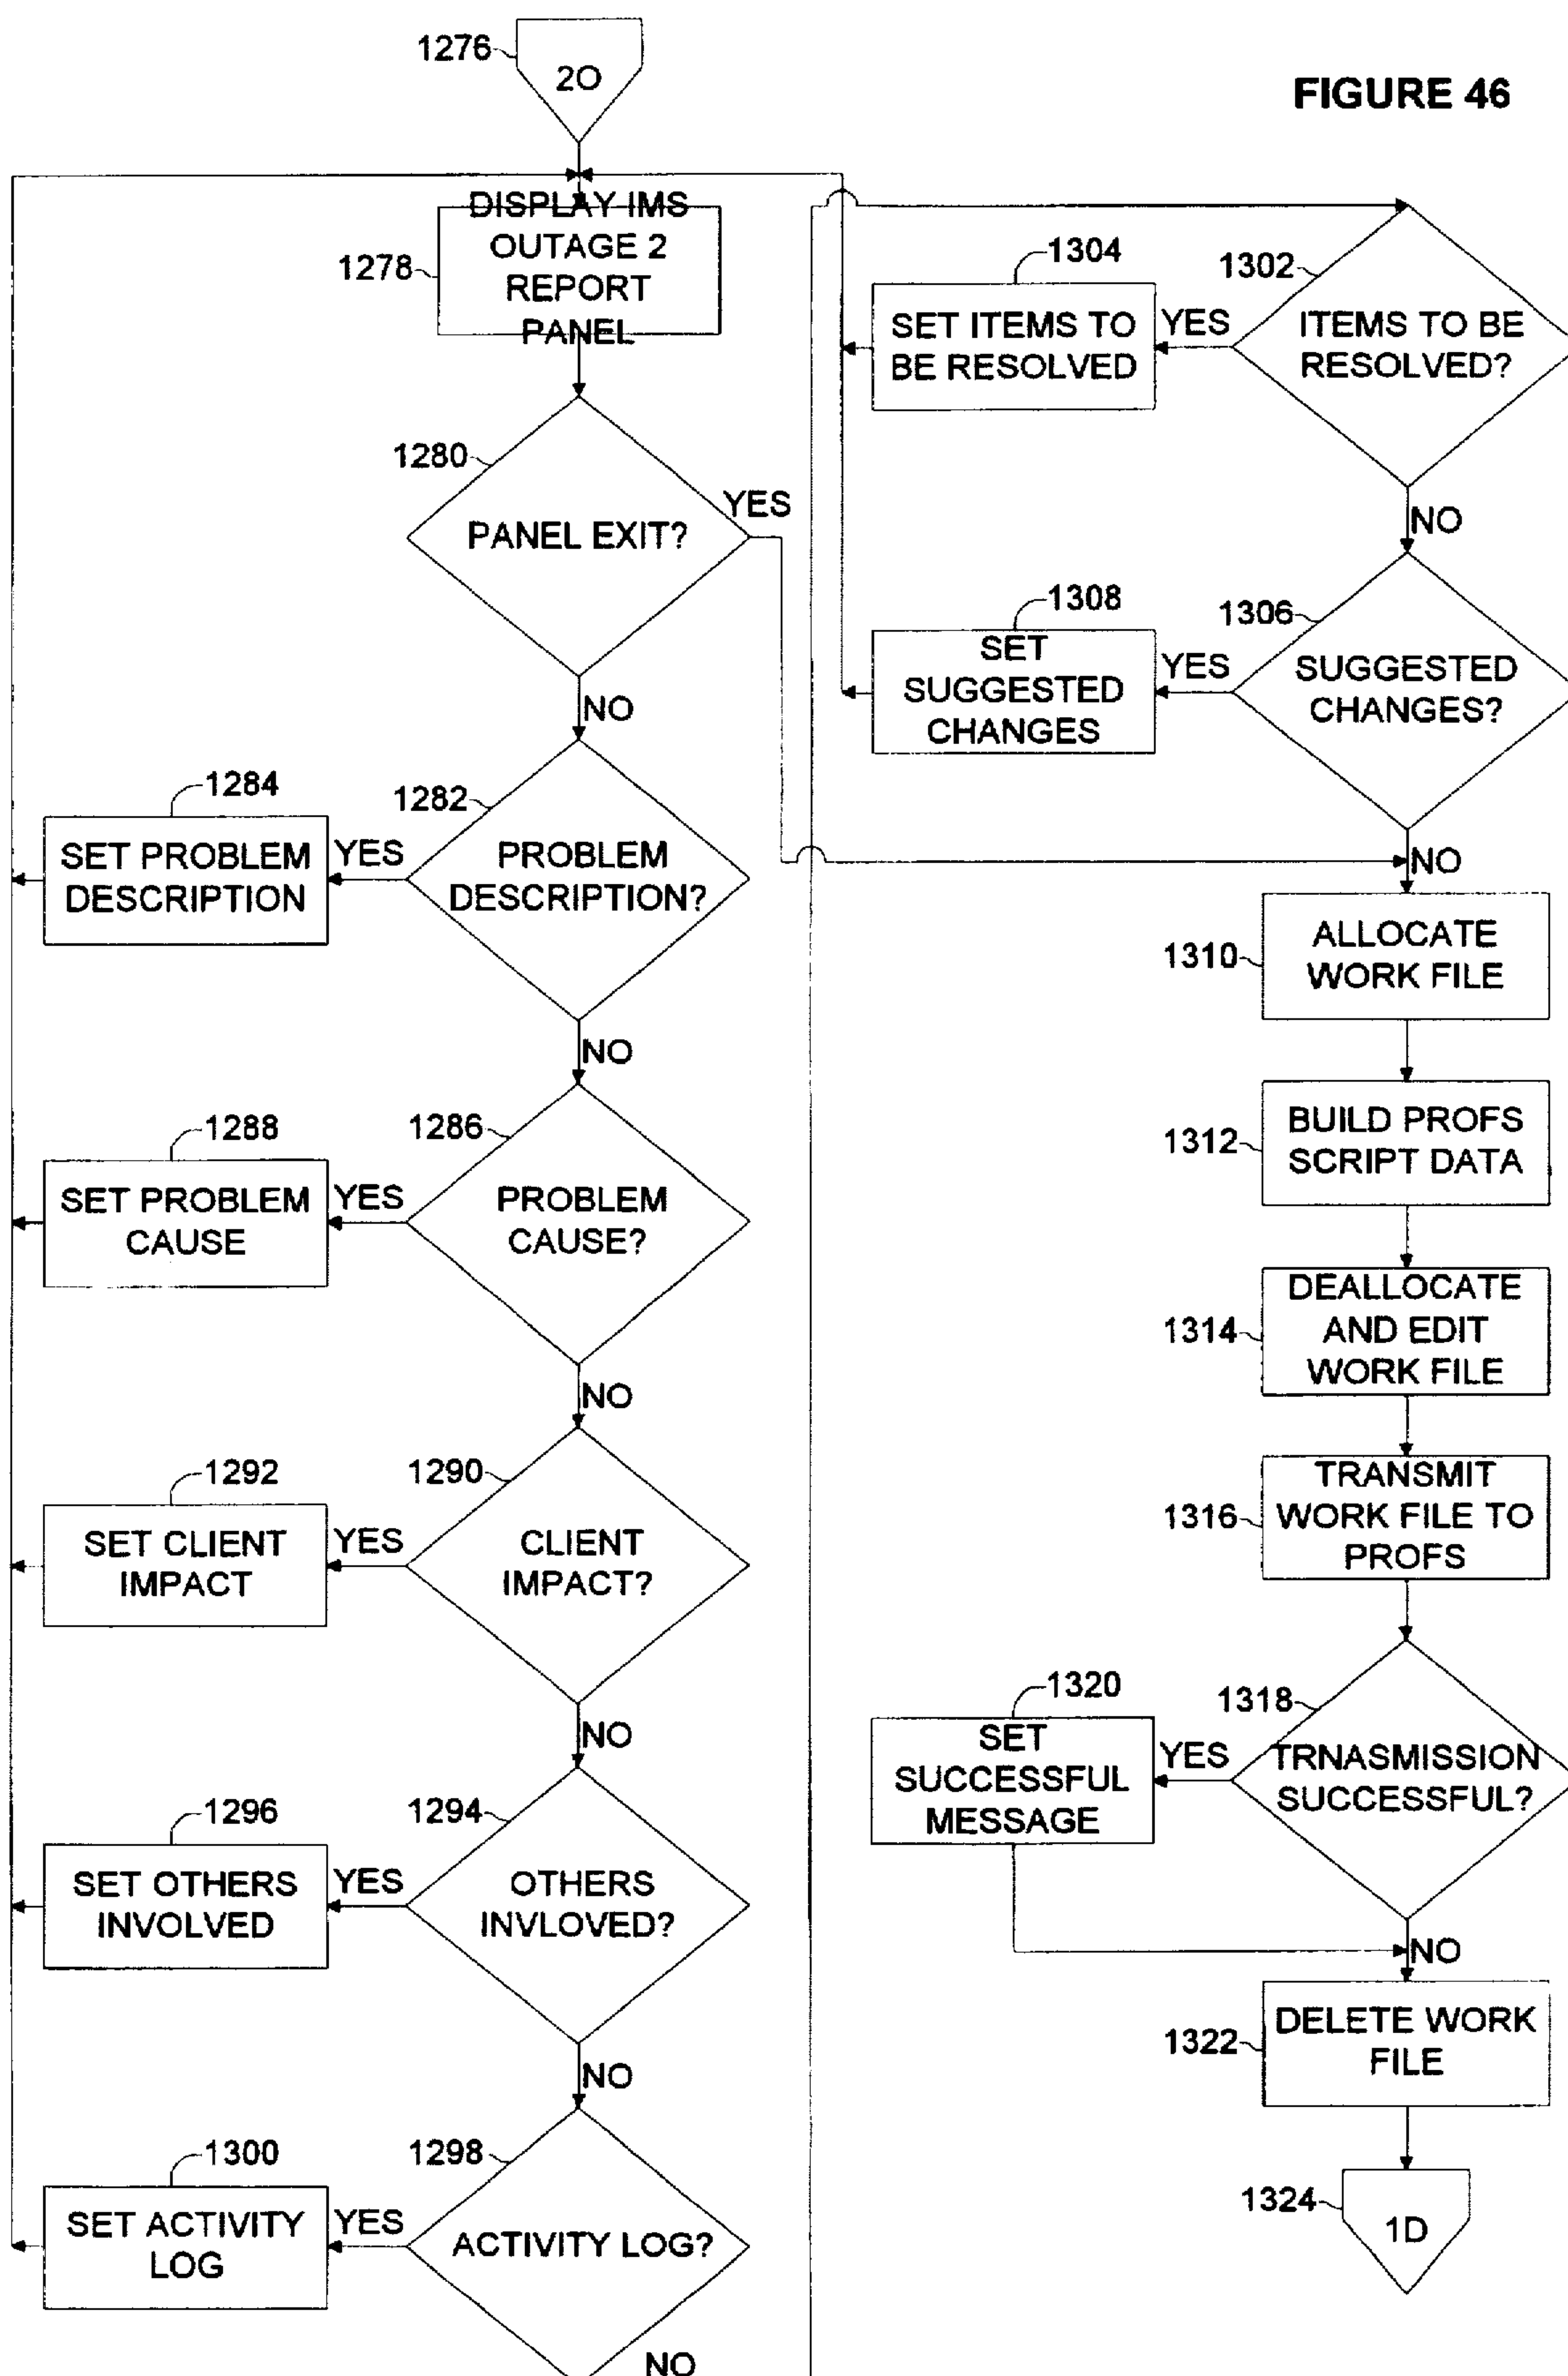 FIGURE 46
1276
2O
DISPLAY IMS
OUTAGE 2
REPORT
PANEL
1278
1280
PANEL EXIT?
YES
NO
1284
1282
SET PROBLEM
DESCRIPTION
YES
PROBLEM
DESCRIPTION?
NO
1288
1286
SET PROBLEM
CAUSE
YES
PROBLEM
CAUSE?
NO
1292
1290
SET CLIENT
IMPACT
YES
CLIENT
IMPACT?
NO
1296
1294
SET OTHERS
INVOLVED
YES
OTHERS
INVLOVED?
NO
1300
1298
SET ACTIVITY
LOG
YES
ACTIVITY LOG?
NO
1304
1302
SET ITEMS TO
BE RESOLVED
YES
ITEMS TO BE
RESOLVED?
NO
1308
1306
SET
SUGGESTED
CHANGES
YES
SUGGESTED
CHANGES?
NO
1310
ALLOCATE
WORK FILE
1312
BUILD PROFS
SCRIPT DATA
1314
DEALLOCATE
AND EDIT
WORK FILE
1316
TRANSMIT
WORK FILE TO
PROFS
1320
1318
SET
SUCCESSFUL
MESSAGE
YES
TRNASMISSION
SUCCESSFUL?
NO
1322
DELETE WORK
FILE
1324
1D